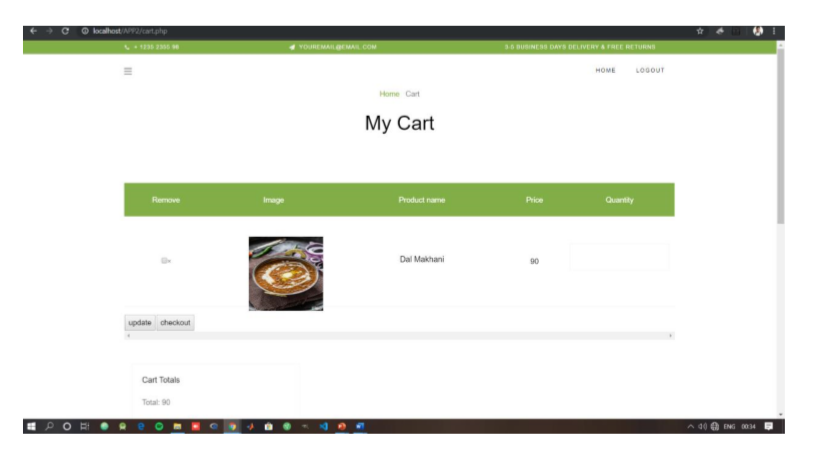 localhost/APP2/cart.php
+ 1235 2355 98 YOUREMAIL@EMAIL.COM 3-5 BUSINESS DAYS DELIVERY & FREE RETURNS
HOME LOGOUT
Home Cart
My Cart
Remove Image Product name Price Quantity
Dal Makhani 90
update checkout
Cart Totals
Total: 90
ENG 00:34